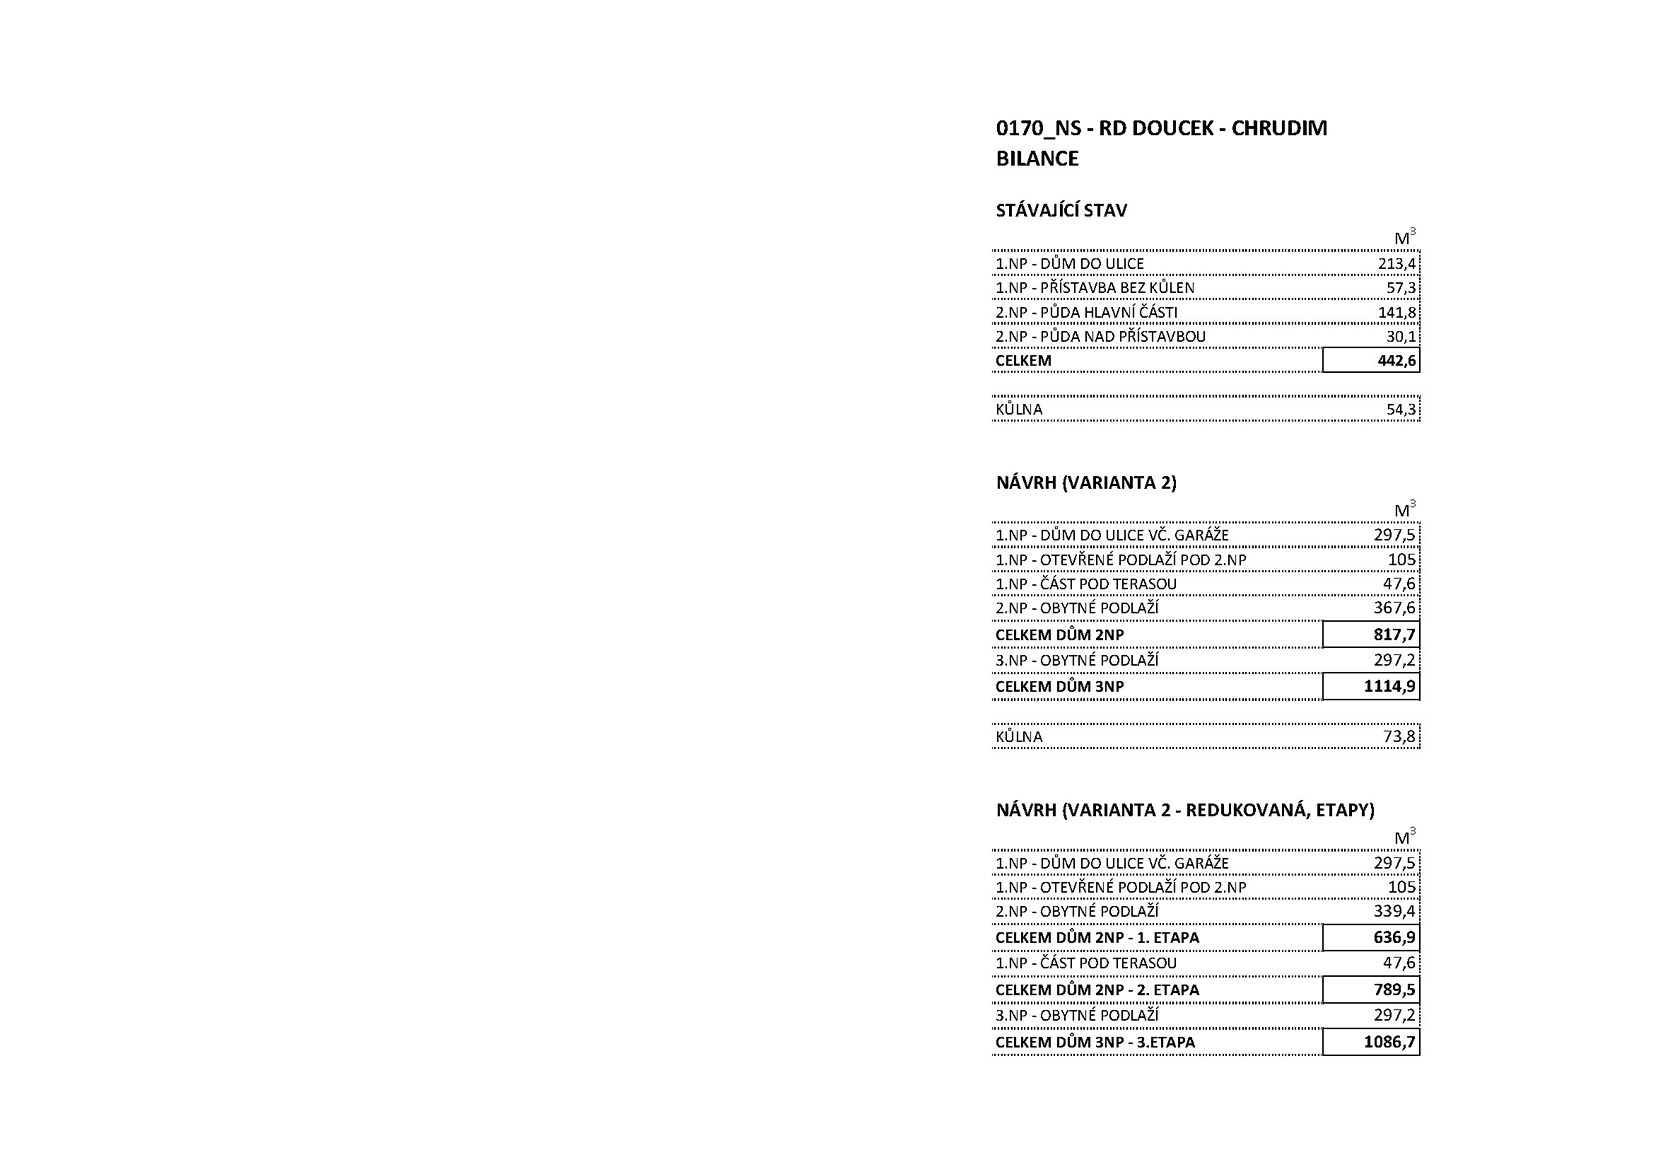 0170_NS - RD DOUCEK - CHRUDIM
BILANCE
STÁVAJÍCÍ STAV
M³
1.NP - DŮM DO ULICE 213,4
1.NP - PŘÍSTAVBA BEZ KŮLEN 57,3
2.NP - PŮDA HLAVNÍ ČÁSTI 141,8
2.NP - PŮDA NAD PŘÍSTAVBOU 30,1
CELKEM 442,6
KŮLNA 54,3
NÁVRH (VARIANTA 2)
M³
1.NP - DŮM DO ULICE VČ. GARÁŽE 297,5
1.NP - OTEVŘENÉ PODLAŽÍ POD 2.NP 105
1.NP - ČÁST POD TERASOU 47,6
2.NP - OBYTNÉ PODLAŽÍ 367,6
CELKEM DŮM 2NP 817,7
3.NP - OBYTNÉ PODLAŽÍ 297,2
CELKEM DŮM 3NP 1114,9
KŮLNA 73,8
NÁVRH (VARIANTA 2 - REDUKOVANÁ, ETAPY)
M³
1.NP - DŮM DO ULICE VČ. GARÁŽE 297,5
1.NP - OTEVŘENÉ PODLAŽÍ POD 2.NP 105
2.NP - OBYTNÉ PODLAŽÍ 339,4
CELKEM DŮM 2NP - 1. ETAPA 636,9
1.NP - ČÁST POD TERASOU 47,6
CELKEM DŮM 2NP - 2. ETAPA 789,5
3.NP - OBYTNÉ PODLAŽÍ 297,2
CELKEM DŮM 3NP - 3.ETAPA 1086,7